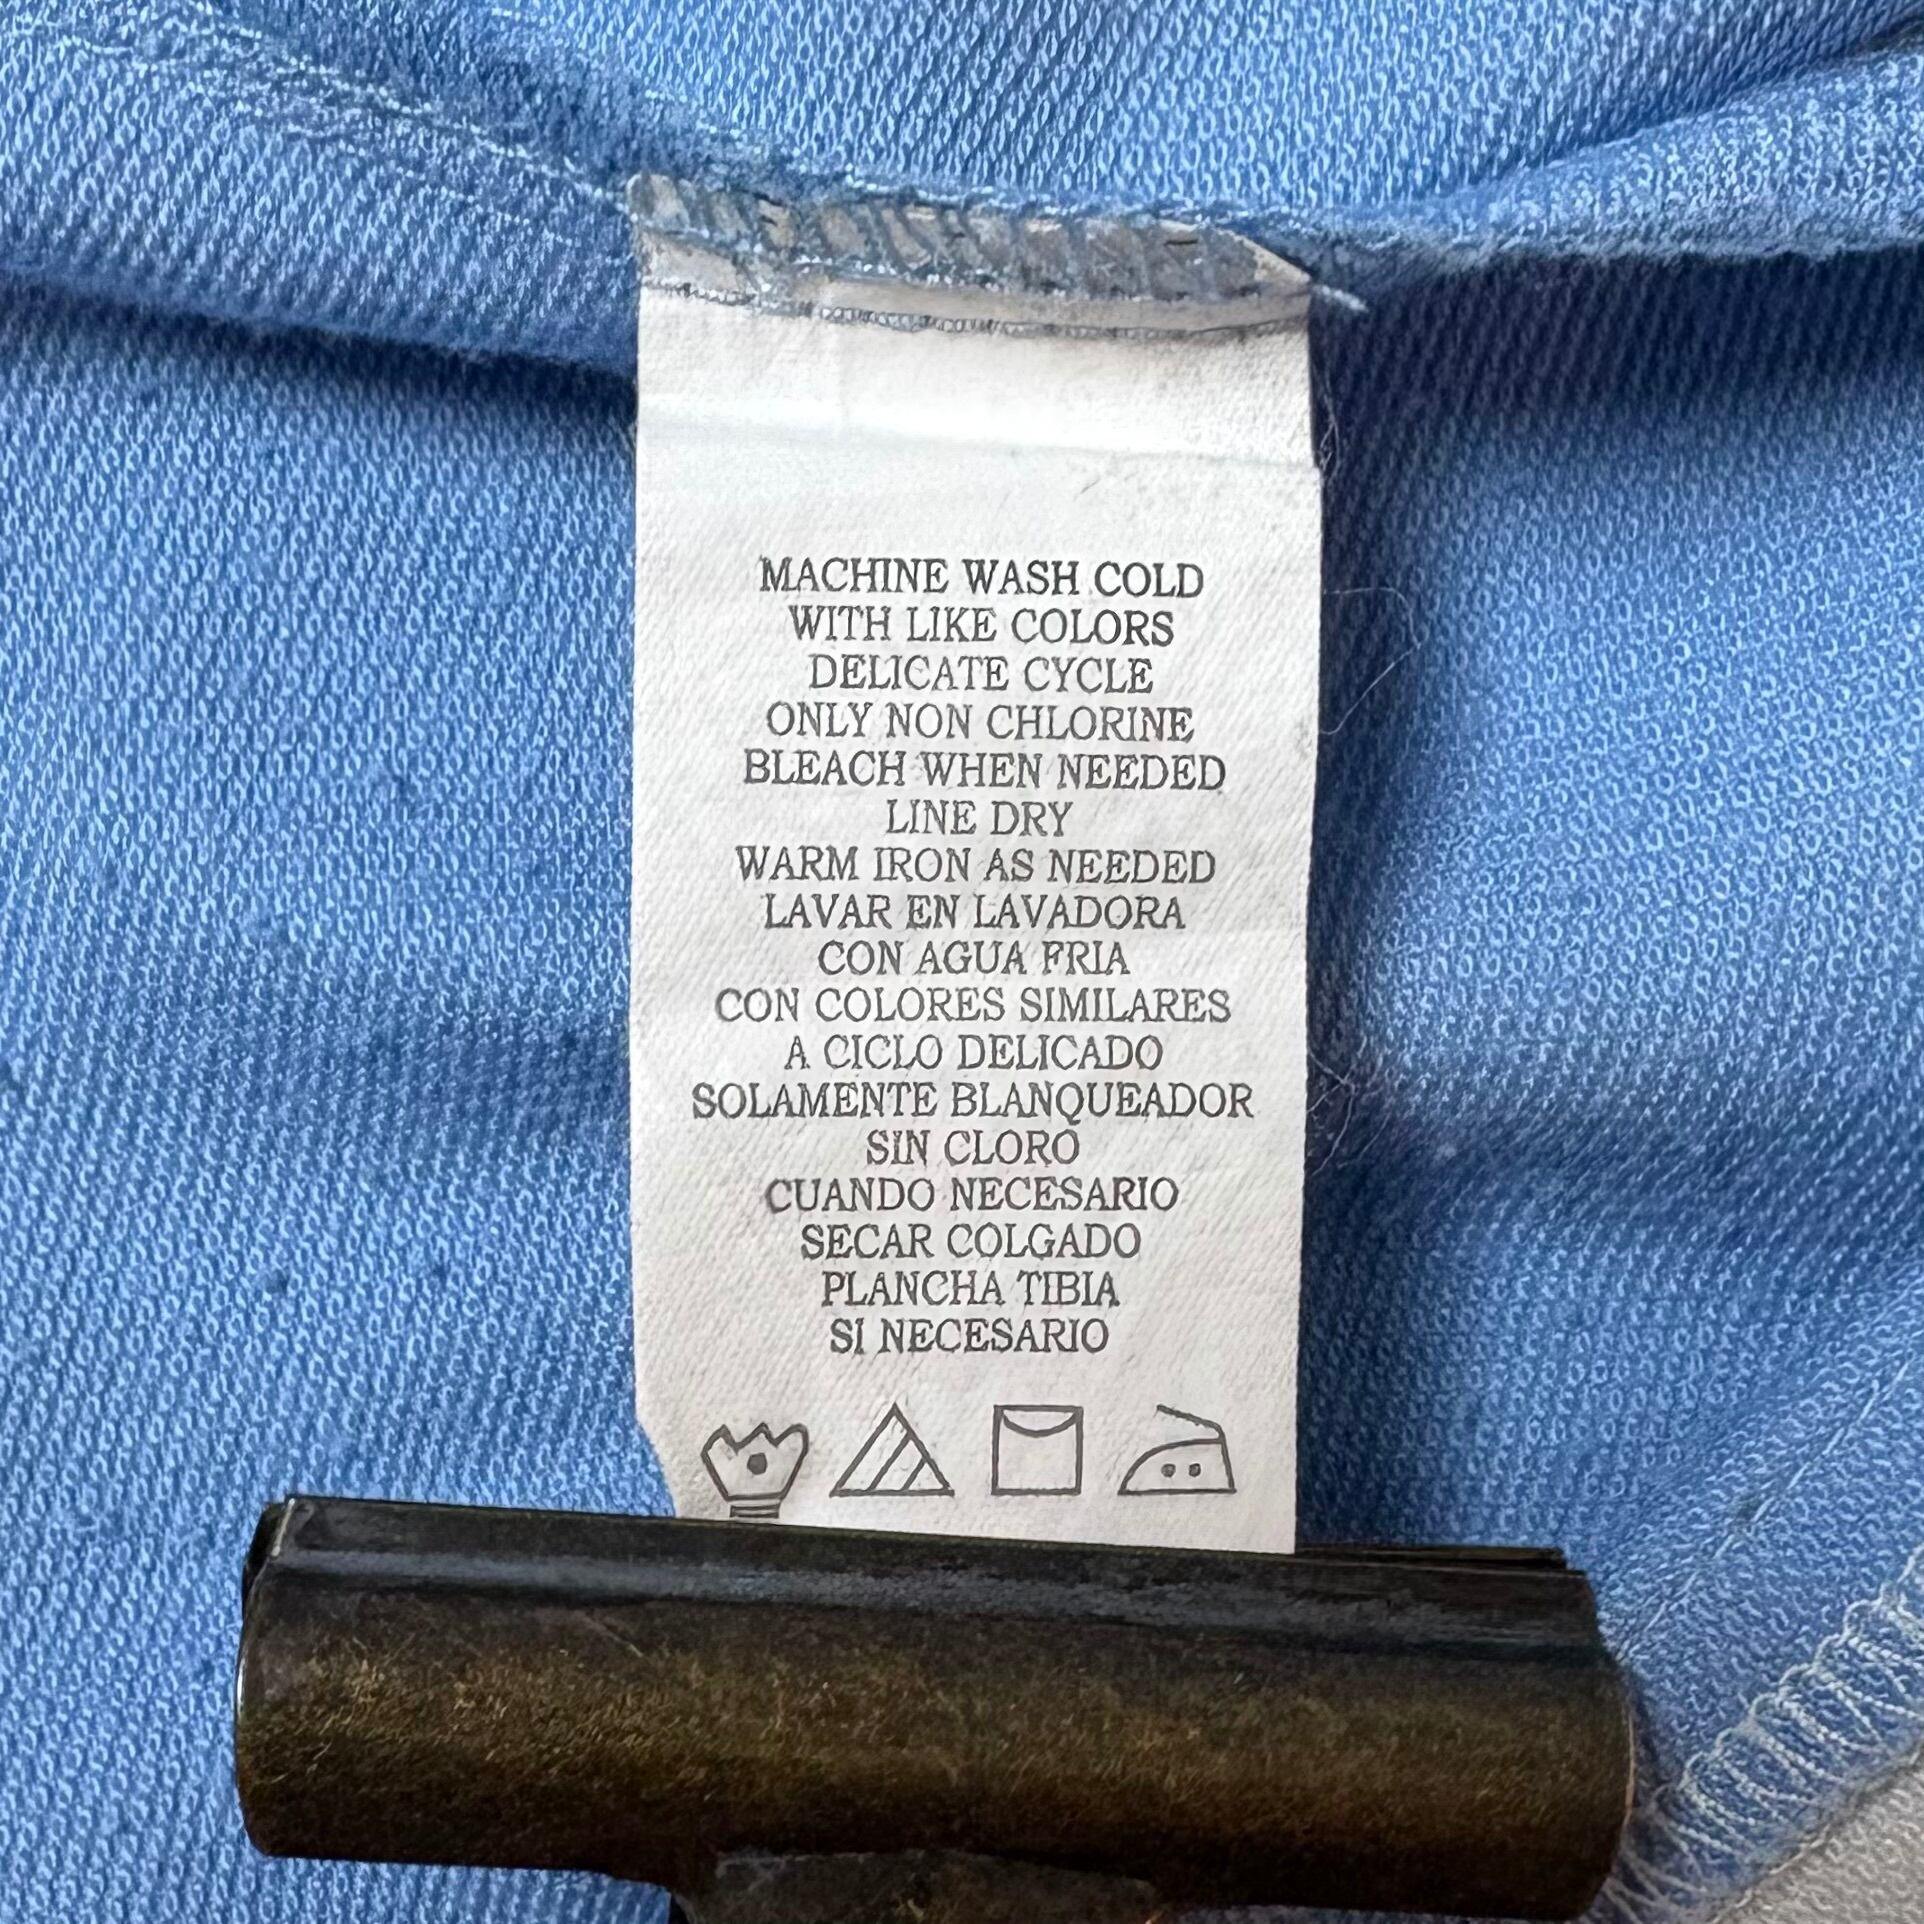 MACHINE WASH COLD
WITH LIKE COLORS
DELICATE CYCLE
ONLY NON CHLORINE
BLEACH WHEN NEEDED
LINE DRY
WARM IRON AS NEEDED
LAVAR EN LAVADORA
CON AGUA FRIA
CON COLORES SIMILARES
A CICLO DELICADO
SOLAMENTE BLANQUEADOR
SIN CLORO
CUANDO NECESARIO
SECAR COLGADO
PLANCHA TIBIA
SI NECESARIO